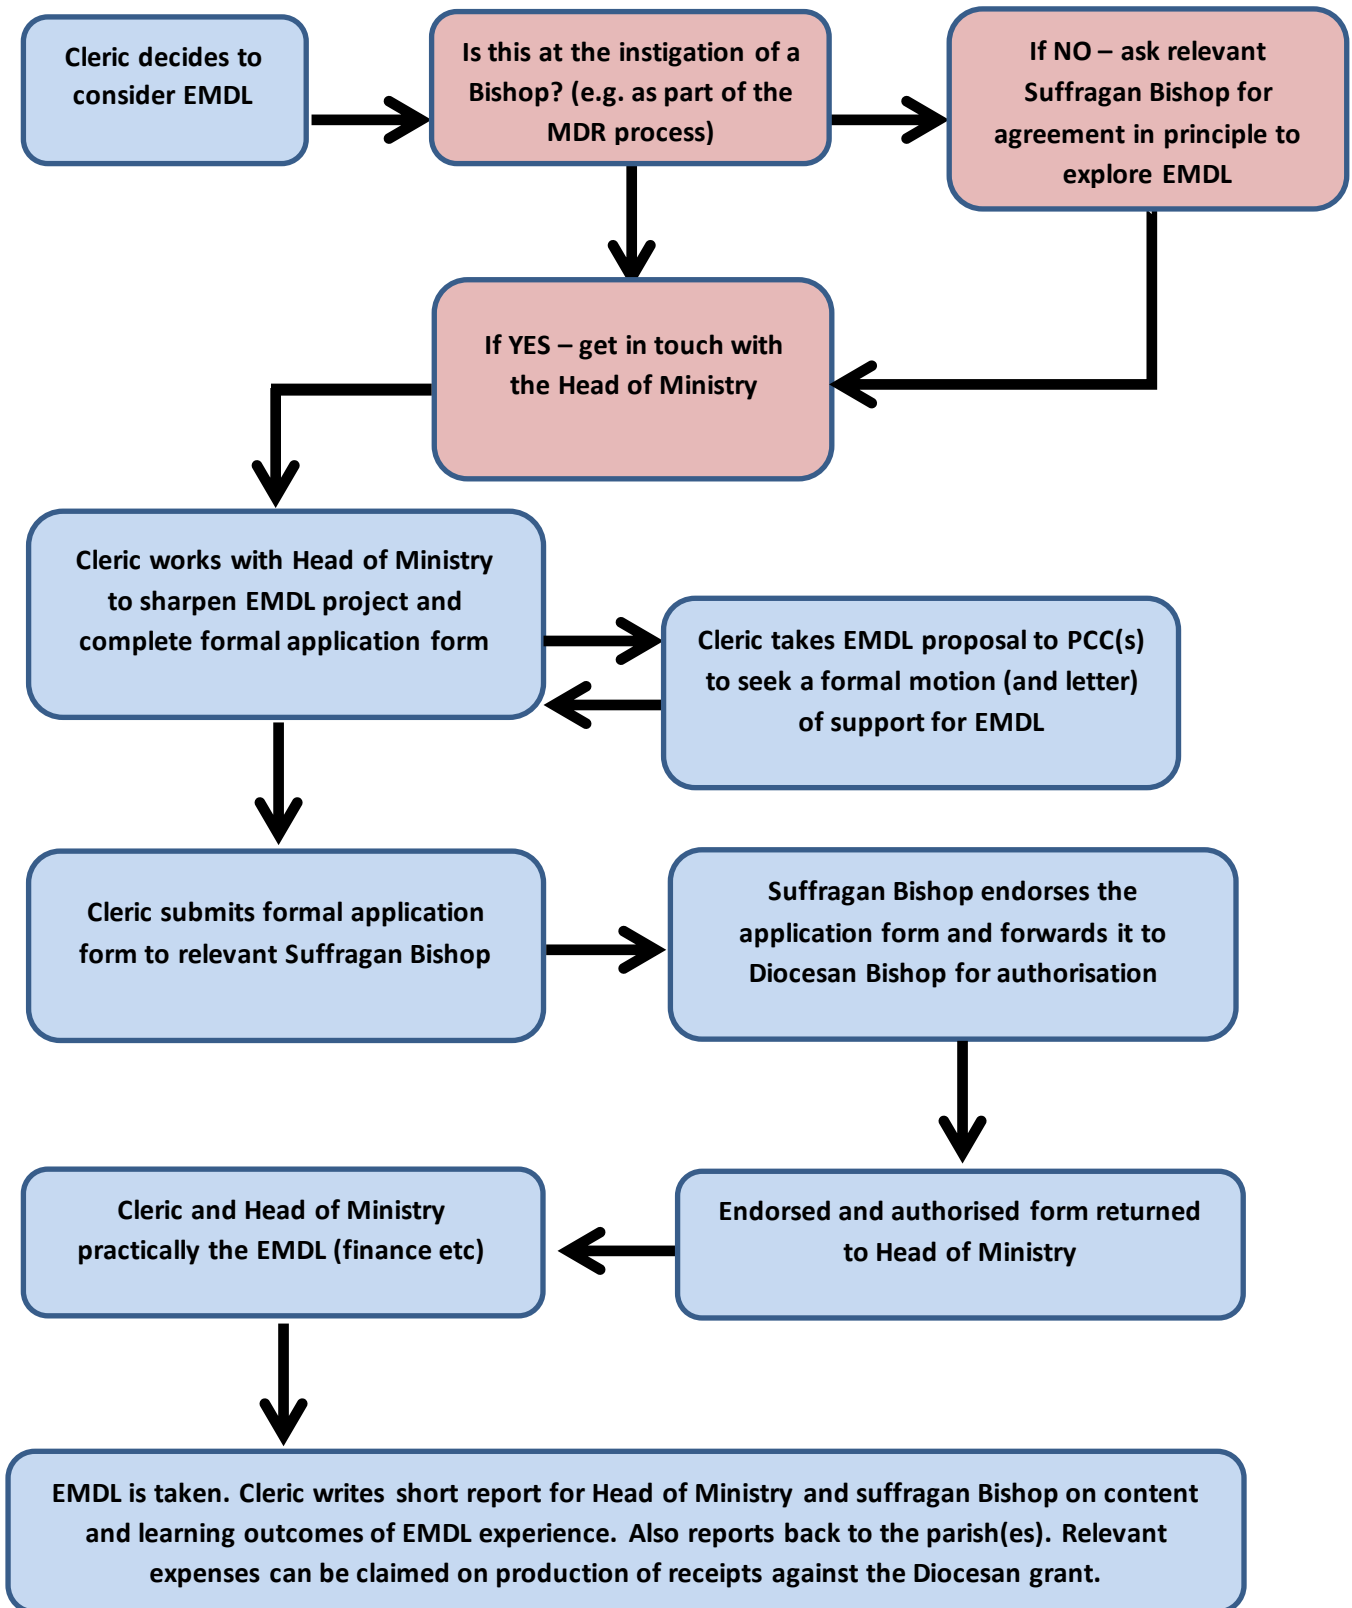 Cleric decides to
consider EMDL
Is this at the instigation of a
Bishop? (e.g. as part of the
MDR process)
If NO – ask relevant
Suffragan Bishop for
agreement in principle to
explore EMDL
If YES – get in touch with
the Head of Ministry
Cleric works with Head of Ministry
to sharpen EMDL project and
complete formal application form
Cleric takes EMDL proposal to PCC(s)
to seek a formal motion (and letter)
of support for EMDL
Cleric submits formal application
form to relevant Suffragan Bishop
Suffragan Bishop endorses the
application form and forwards it to
Diocesan Bishop for authorisation
Endorsed and authorised form returned
to Head of Ministry
Cleric and Head of Ministry
practically the EMDL (finance etc)
EMDL is taken. Cleric writes short report for Head of Ministry and suffragan Bishop on content
and learning outcomes of EMDL experience. Also reports back to the parish(es). Relevant
expenses can be claimed on production of receipts against the Diocesan grant.